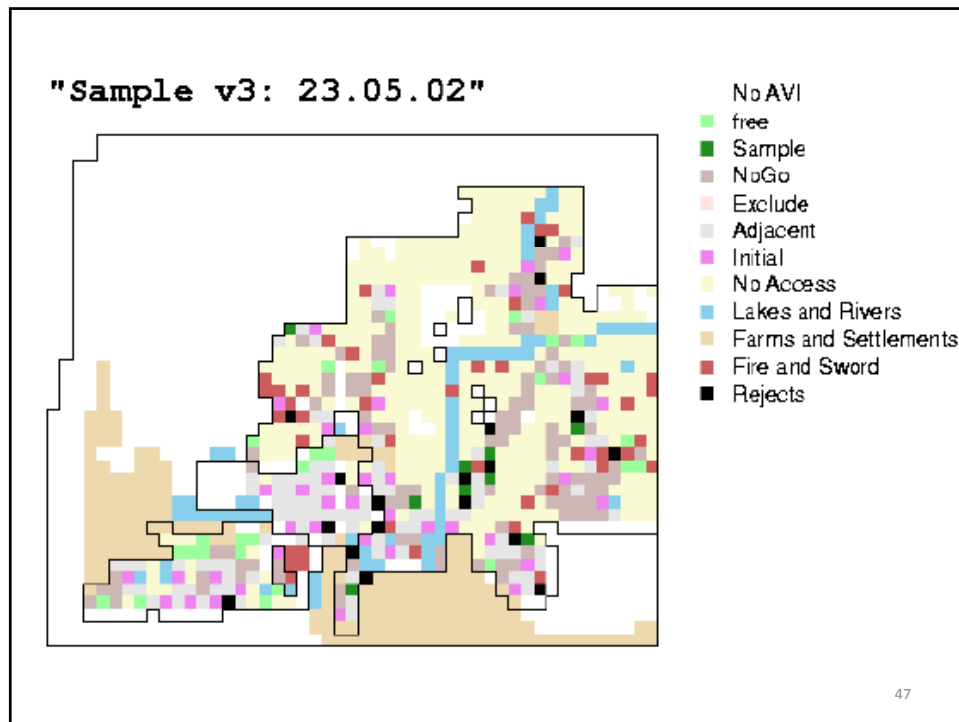 "Sample v3: 23.05.02"
No AVI
free
Sample
NoGo
Exclude
Adjacent
Initial
No Access
Lakes and Rivers
Farms and Settlements
Fire and Sword
Rejects
47